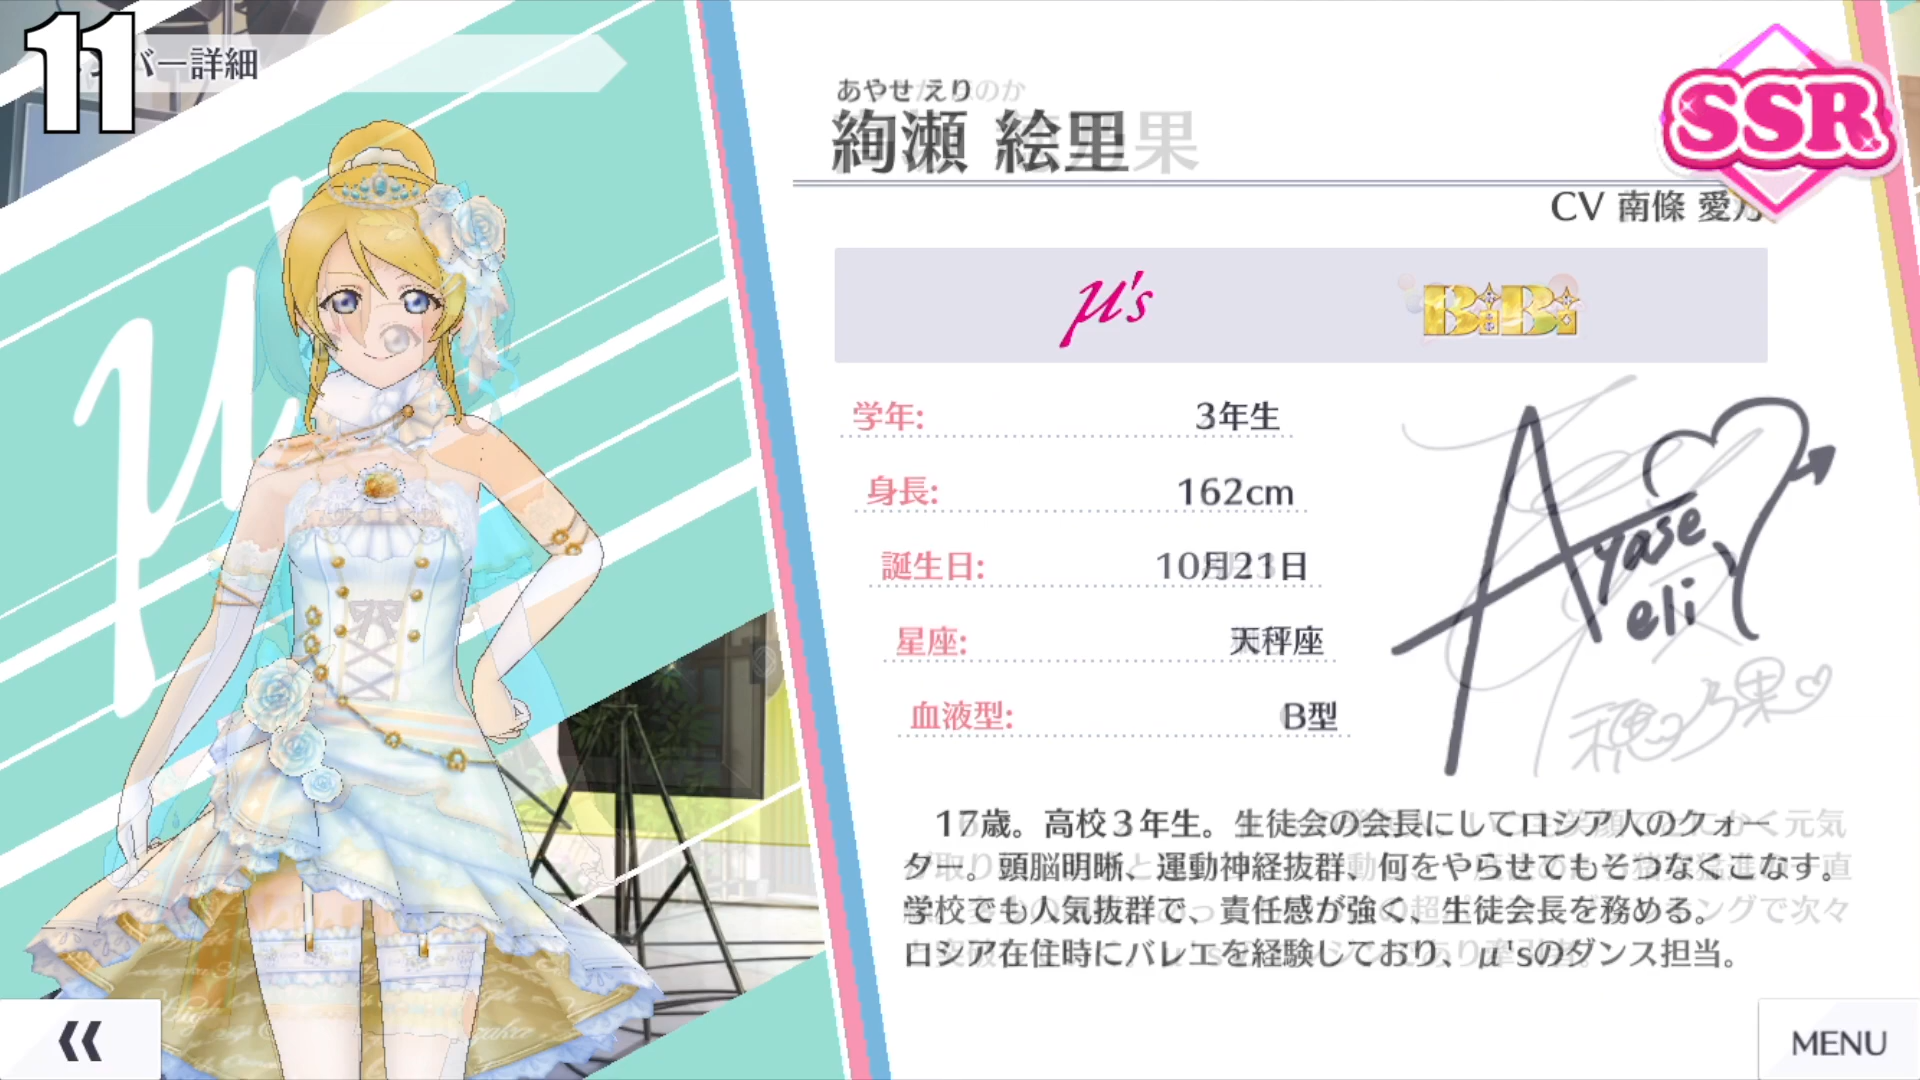 11
バー詳細
SSR
あやせ えり
絢瀬 絵里
CV 南條 愛乃
μ's
BiBi
学年: 3年生
身長: 162cm
誕生日: 10月21日
星座: 天秤座
血液型: B型
Ayase
eli
穂乃果
17歳。高校3年生。生徒会の会長にしてロシア人のクォー
ター。頭脳明晰、運動神経抜群、何をやらせてもそつなくこなす。
学校でも人気抜群で、責任感が強く、生徒会長を務める。
ロシア在住時にバレエを経験しており、μ'sのダンス担当。
MENU